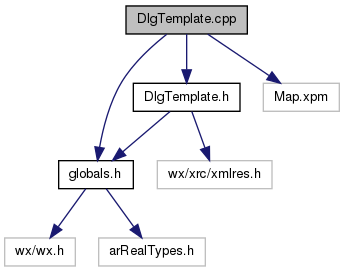 DlgTemplate.cpp
DlgTemplate.h
Map.xpm
globals.h
wx/xrc/xmlres.h
wx/wx.h
arRealTypes.h